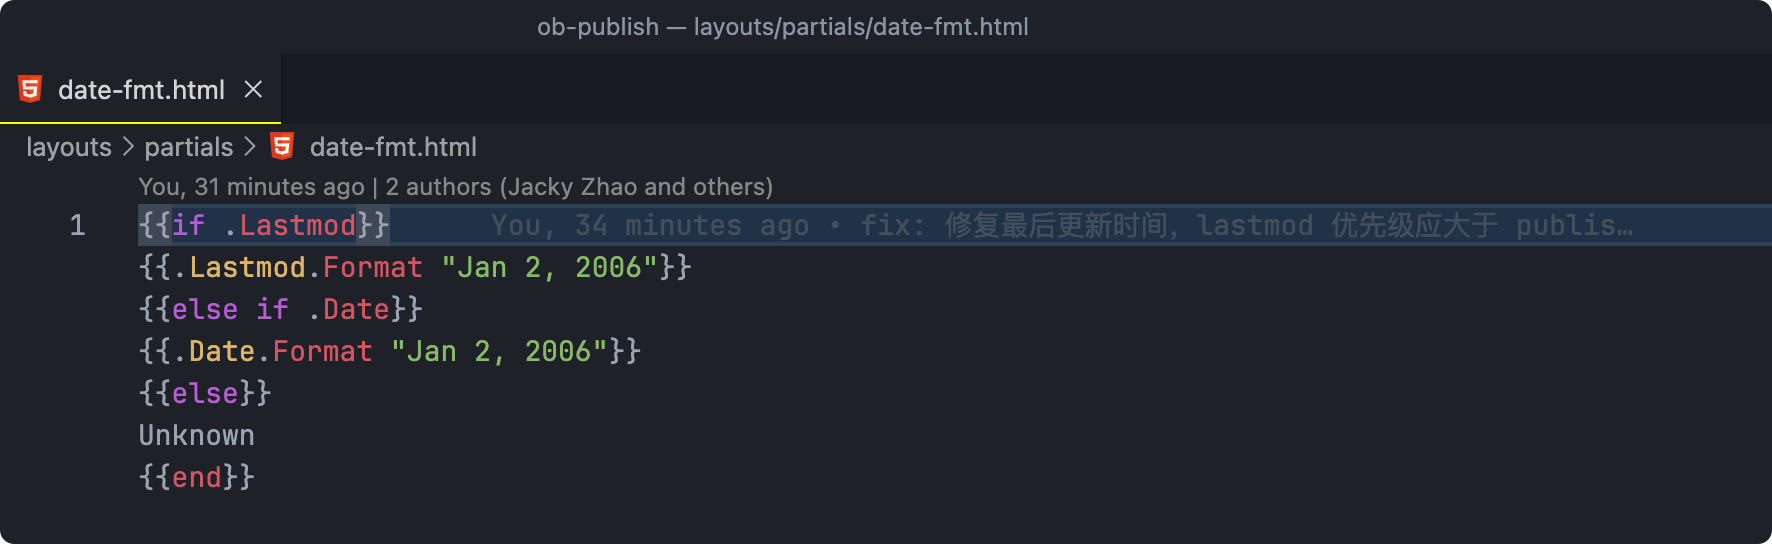 ob-publish — layouts/partials/date-fmt.html
date-fmt.html
layouts > partials > date-fmt.html
You, 31 minutes ago | 2 authors (Jacky Zhao and others)
1 {{if .Lastmod}} You, 34 minutes ago • fix: 修复最后更新时间，lastmod 优先级应大于 publis…
{{.Lastmod.Format "Jan 2, 2006"}}
{{else if .Date}}
{{.Date.Format "Jan 2, 2006"}}
{{else}}
Unknown
{{end}}